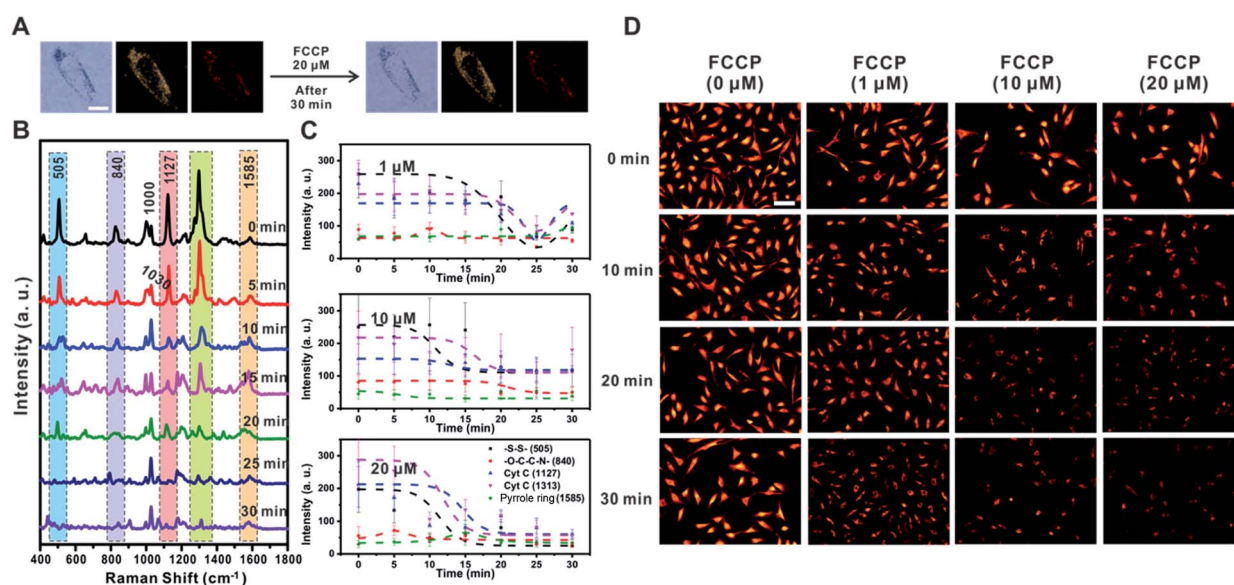 A
FCCP
20 μM
After
30 min
B
505
840
1000
1127
1585
1030
0 min
5 min
10 min
15 min
20 min
25 min
30 min
Intensity (a. u.)
400 600 800 1000 1200 1400 1600 1800
Raman Shift (cm⁻¹)
C
1 μM
300
200
100
0
Intensity (a. u.)
0 5 10 15 20 25 30
Time (min)
10 μM
300
200
100
0
Intensity (a. u.)
0 5 10 15 20 25 30
Time (min)
20 μM
-S-S- (505)
-O-C-C-N- (840)
Cyt C (1127)
Cyt C (1313)
Pyrrole ring (1585)
300
200
100
0
Intensity (a. u.)
0 5 10 15 20 25 30
Time (min)
D
FCCP
(0 μM)
FCCP
(1 μM)
FCCP
(10 μM)
FCCP
(20 μM)
0 min
10 min
20 min
30 min